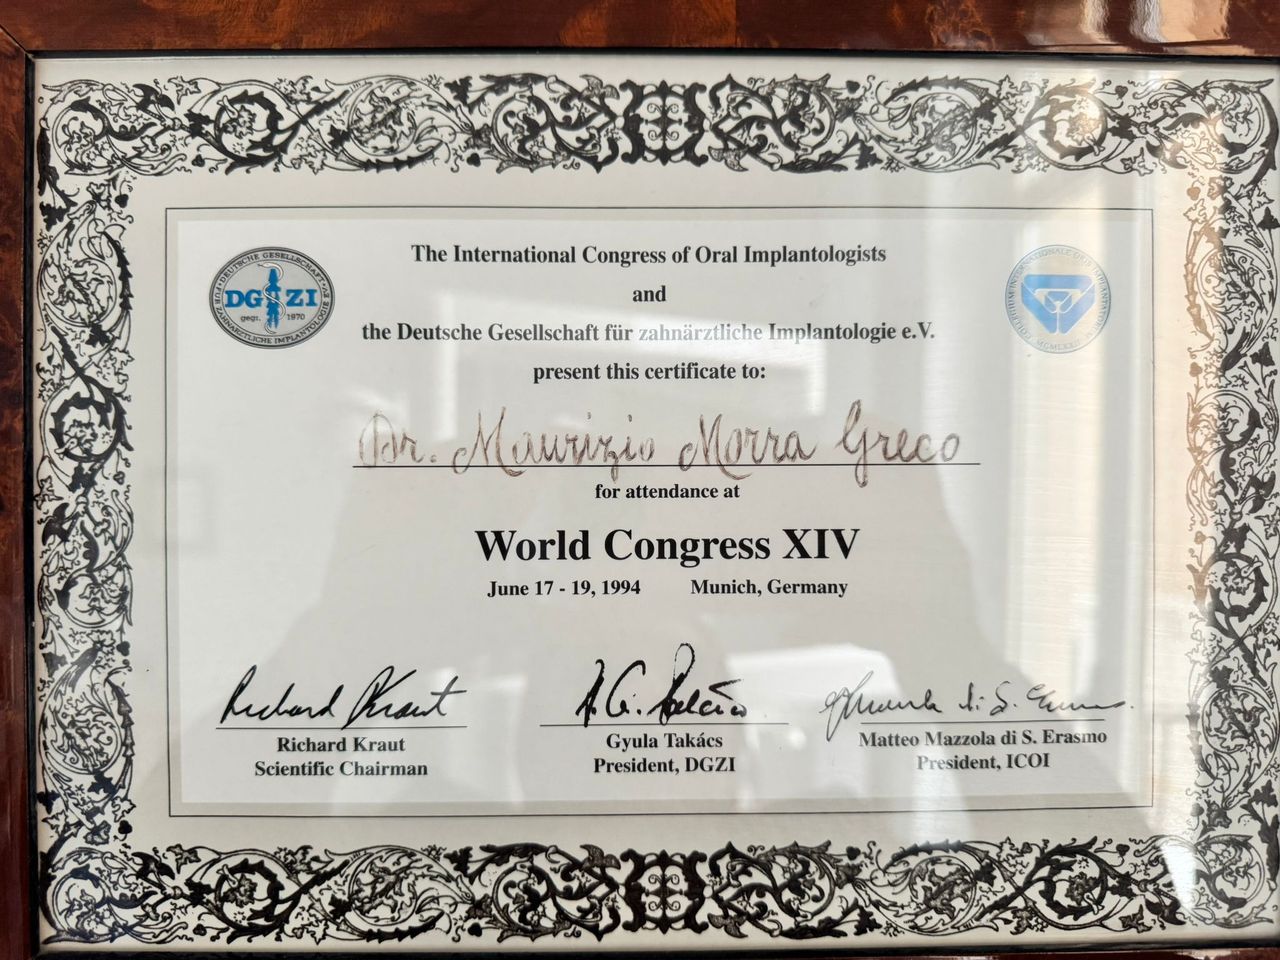 The International Congress of Oral Implantologists
and
the Deutsche Gesellschaft für zahnärztliche Implantologie e.V.
present this certificate to:
Dr. Maurizio Morra Greco
for attendance at
World Congress XIV
June 17 - 19, 1994 Munich, Germany
DEUTSCHE GESELLSCHAFT
DGZI
gegr. 1970
FÜR ZAHNÄRZTLICHE IMPLANTOLOGIE
Richard Kraut
Richard Kraut
Scientific Chairman
Gyula Takács
President, DGZI
Matteo Mazzola di S. Erasmo
President, ICOI